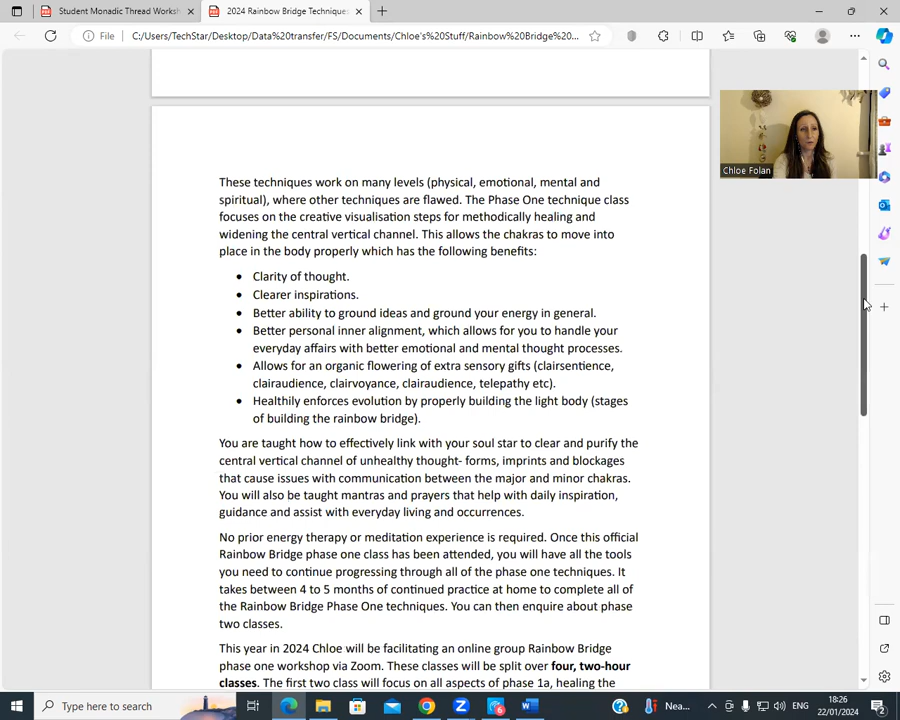 Student Monadic Thread Worksh
2024 Rainbow Bridge Techniques
File
C:/Users/TechStar/Desktop/Data%20transfer/FS/Documents/Chloe's%20Stuff/Rainbow%20Bridge%20...
Chloe Folan
These techniques work on many levels (physical, emotional, mental and
spiritual), where other techniques are flawed. The Phase One technique class
focuses on the creative visualisation steps for methodically healing and
widening the central vertical channel. This allows the chakras to move into
place in the body properly which has the following benefits:
• Clarity of thought.
• Clearer inspirations.
• Better ability to ground ideas and ground your energy in general.
• Better personal inner alignment, which allows for you to handle your
everyday affairs with better emotional and mental thought processes.
• Allows for an organic flowering of extra sensory gifts (clairsentience,
clairaudience, clairvoyance, clairaudience, telepathy etc).
• Healthily enforces evolution by properly building the light body (stages
of building the rainbow bridge).
You are taught how to effectively link with your soul star to clear and purify the
central vertical channel of unhealthy thought- forms, imprints and blockages
that cause issues with communication between the major and minor chakras.
You will also be taught mantras and prayers that help with daily inspiration,
guidance and assist with everyday living and occurrences.
No prior energy therapy or meditation experience is required. Once this official
Rainbow Bridge phase one class has been attended, you will have all the tools
you need to continue progressing through all of the phase one techniques. It
takes between 4 to 5 months of continued practice at home to complete all of
the Rainbow Bridge Phase One techniques. You can then enquire about phase
two classes.
This year in 2024 Chloe will be facilitating an online group Rainbow Bridge
phase one workshop via Zoom. These classes will be split over four, two-hour
classes. The first two class will focus on all aspects of phase 1a, healing the
Type here to search
Nea...
18:26
22/01/2024
2